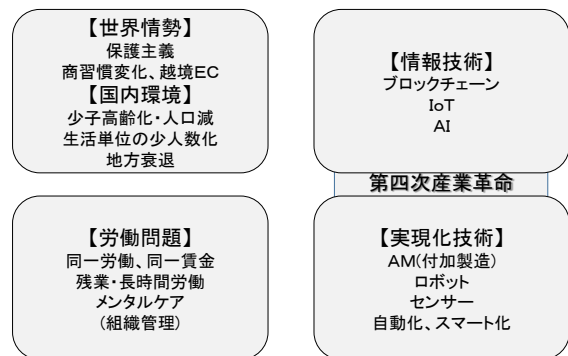 【世界情勢】
保護主義
商習慣変化、越境EC
【国内環境】
少子高齢化・人口減
生活単位の少人数化
地方衰退
【情報技術】
ブロックチェーン
IoT
AI
第四次産業革命
【労働問題】
同一労働、同一賃金
残業・長時間労働
メンタルケア
(組織管理)
【実現化技術】
AM(付加製造)
ロボット
センサー
自動化、スマート化